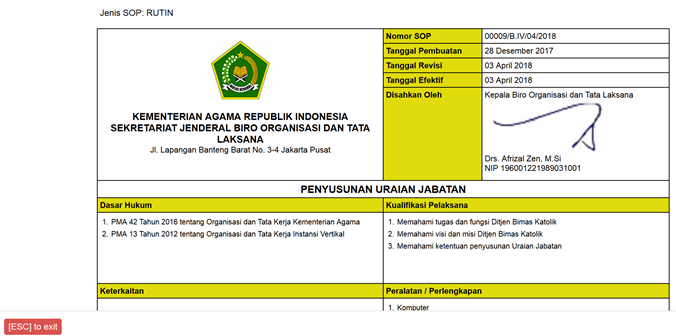 Jenis SOP: RUTIN
KEMENTERIAN AGAMA REPUBLIK INDONESIA
SEKRETARIAT JENDERAL BIRO ORGANISASI DAN TATA
LAKSANA
Jl. Lapangan Banteng Barat No. 3-4 Jakarta Pusat
Nomor SOP 00009/B.IV/04/2018
Tanggal Pembuatan 28 Desember 2017
Tanggal Revisi 03 April 2018
Tanggal Efektif 03 April 2018
Disahkan Oleh Kepala Biro Organisasi dan Tata Laksana
Drs. Afrizal Zen, M.Si
NIP 196001221989031001
PENYUSUNAN URAIAN JABATAN
Dasar Hukum
1. PMA 42 Tahun 2016 tentang Organisasi dan Tata Kerja Kementerian Agama
2. PMA 13 Tahun 2012 tentang Organisasi dan Tata Kerja Instansi Vertikal
Kualifikasi Pelaksana
1. Memahami tugas dan fungsi Ditjen Bimas Katolik
2. Memahami visi dan misi Ditjen Bimas Katolik
3. Memahami ketentuan penyusunan Uraian Jabatan
Keterkaitan
Peralatan / Perlengkapan
1. Komputer
[ESC] to exit